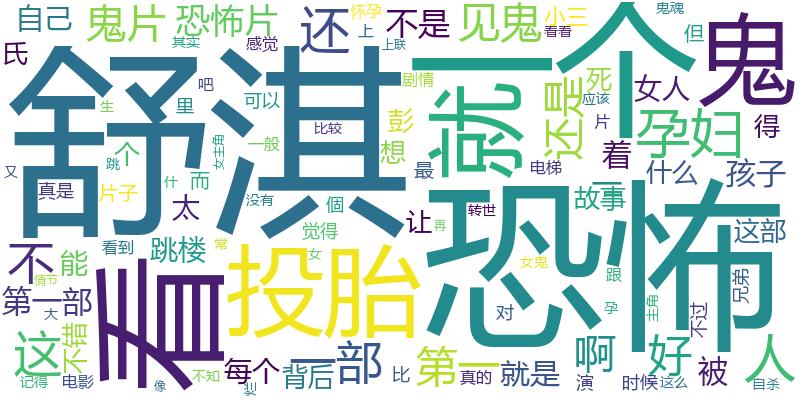 自己
鬼片
恐怖片
其实
怀孕
上
上联
感觉
还
不是
见鬼
看看
小三
鬼魂
但
氏
舒淇
吧
里
生
可以
剧情
彭
一个
就
还是
死
应该
片
女人
鬼
孕妇
得
又
跳
个
女主角
一般
比较
想
最
电梯
着
一
什么
孩子
真是
片子
什
而
没有
太
個
让
转世
再
故事
这部
恐怖
不
能
看到
跳楼
常
觉得
女
女鬼
跟
孕
主角
兄弟
不过
第一部
情节
大
看
投胎
对
这
不错
每个
背后
一部
比
第一
真的
就是
啊
演
好
时候
这么
被
人
自杀
记得
电影
像
不知